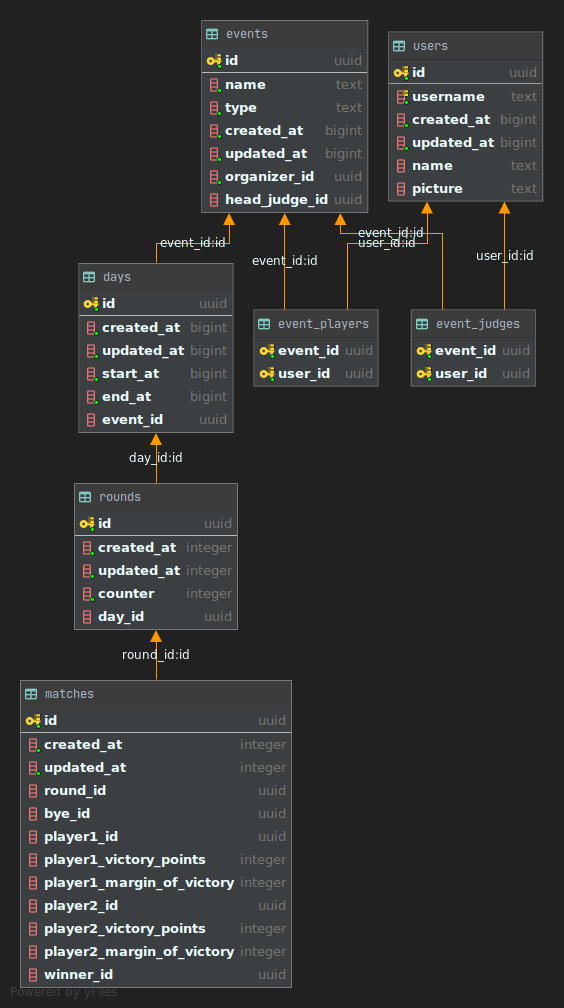 events
id uuid
name text
type text
created_at bigint
updated_at bigint
organizer_id uuid
head_judge_id uuid
users
id uuid
username text
created_at bigint
updated_at bigint
name text
picture text
event_id:id
event_id:id
event_id:id
user_id:id
user_id:id
days
id uuid
created_at bigint
updated_at bigint
start_at bigint
end_at bigint
event_id uuid
event_players
event_id uuid
user_id uuid
event_judges
event_id uuid
user_id uuid
day_id:id
rounds
id uuid
created_at integer
updated_at integer
counter integer
day_id uuid
round_id:id
matches
id uuid
created_at integer
updated_at integer
round_id uuid
bye_id uuid
player1_id uuid
player1_victory_points integer
player1_margin_of_victory integer
player2_id uuid
player2_victory_points integer
player2_margin_of_victory integer
winner_id uuid
Powered by yFiles